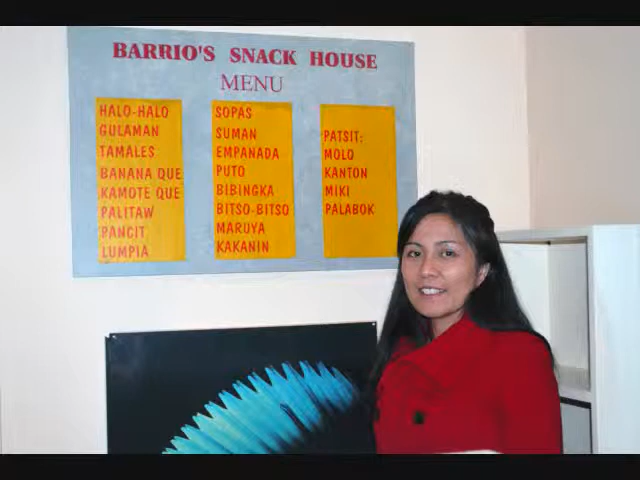 BARRIO'S SNACK HOUSE
MENU
HALO-HALO
GULAMAN
TAMALES
BANANA QUE
KAMOTE QUE
PALITAW
PANCIT
LUMPIA
SOPAS
SUMAN
EMPANADA
PUTO
BIBINGKA
BITSO-BITSO
MARUYA
KAKANIN
PATSIT:
MOLO
KANTON
MIKI
PALABOK